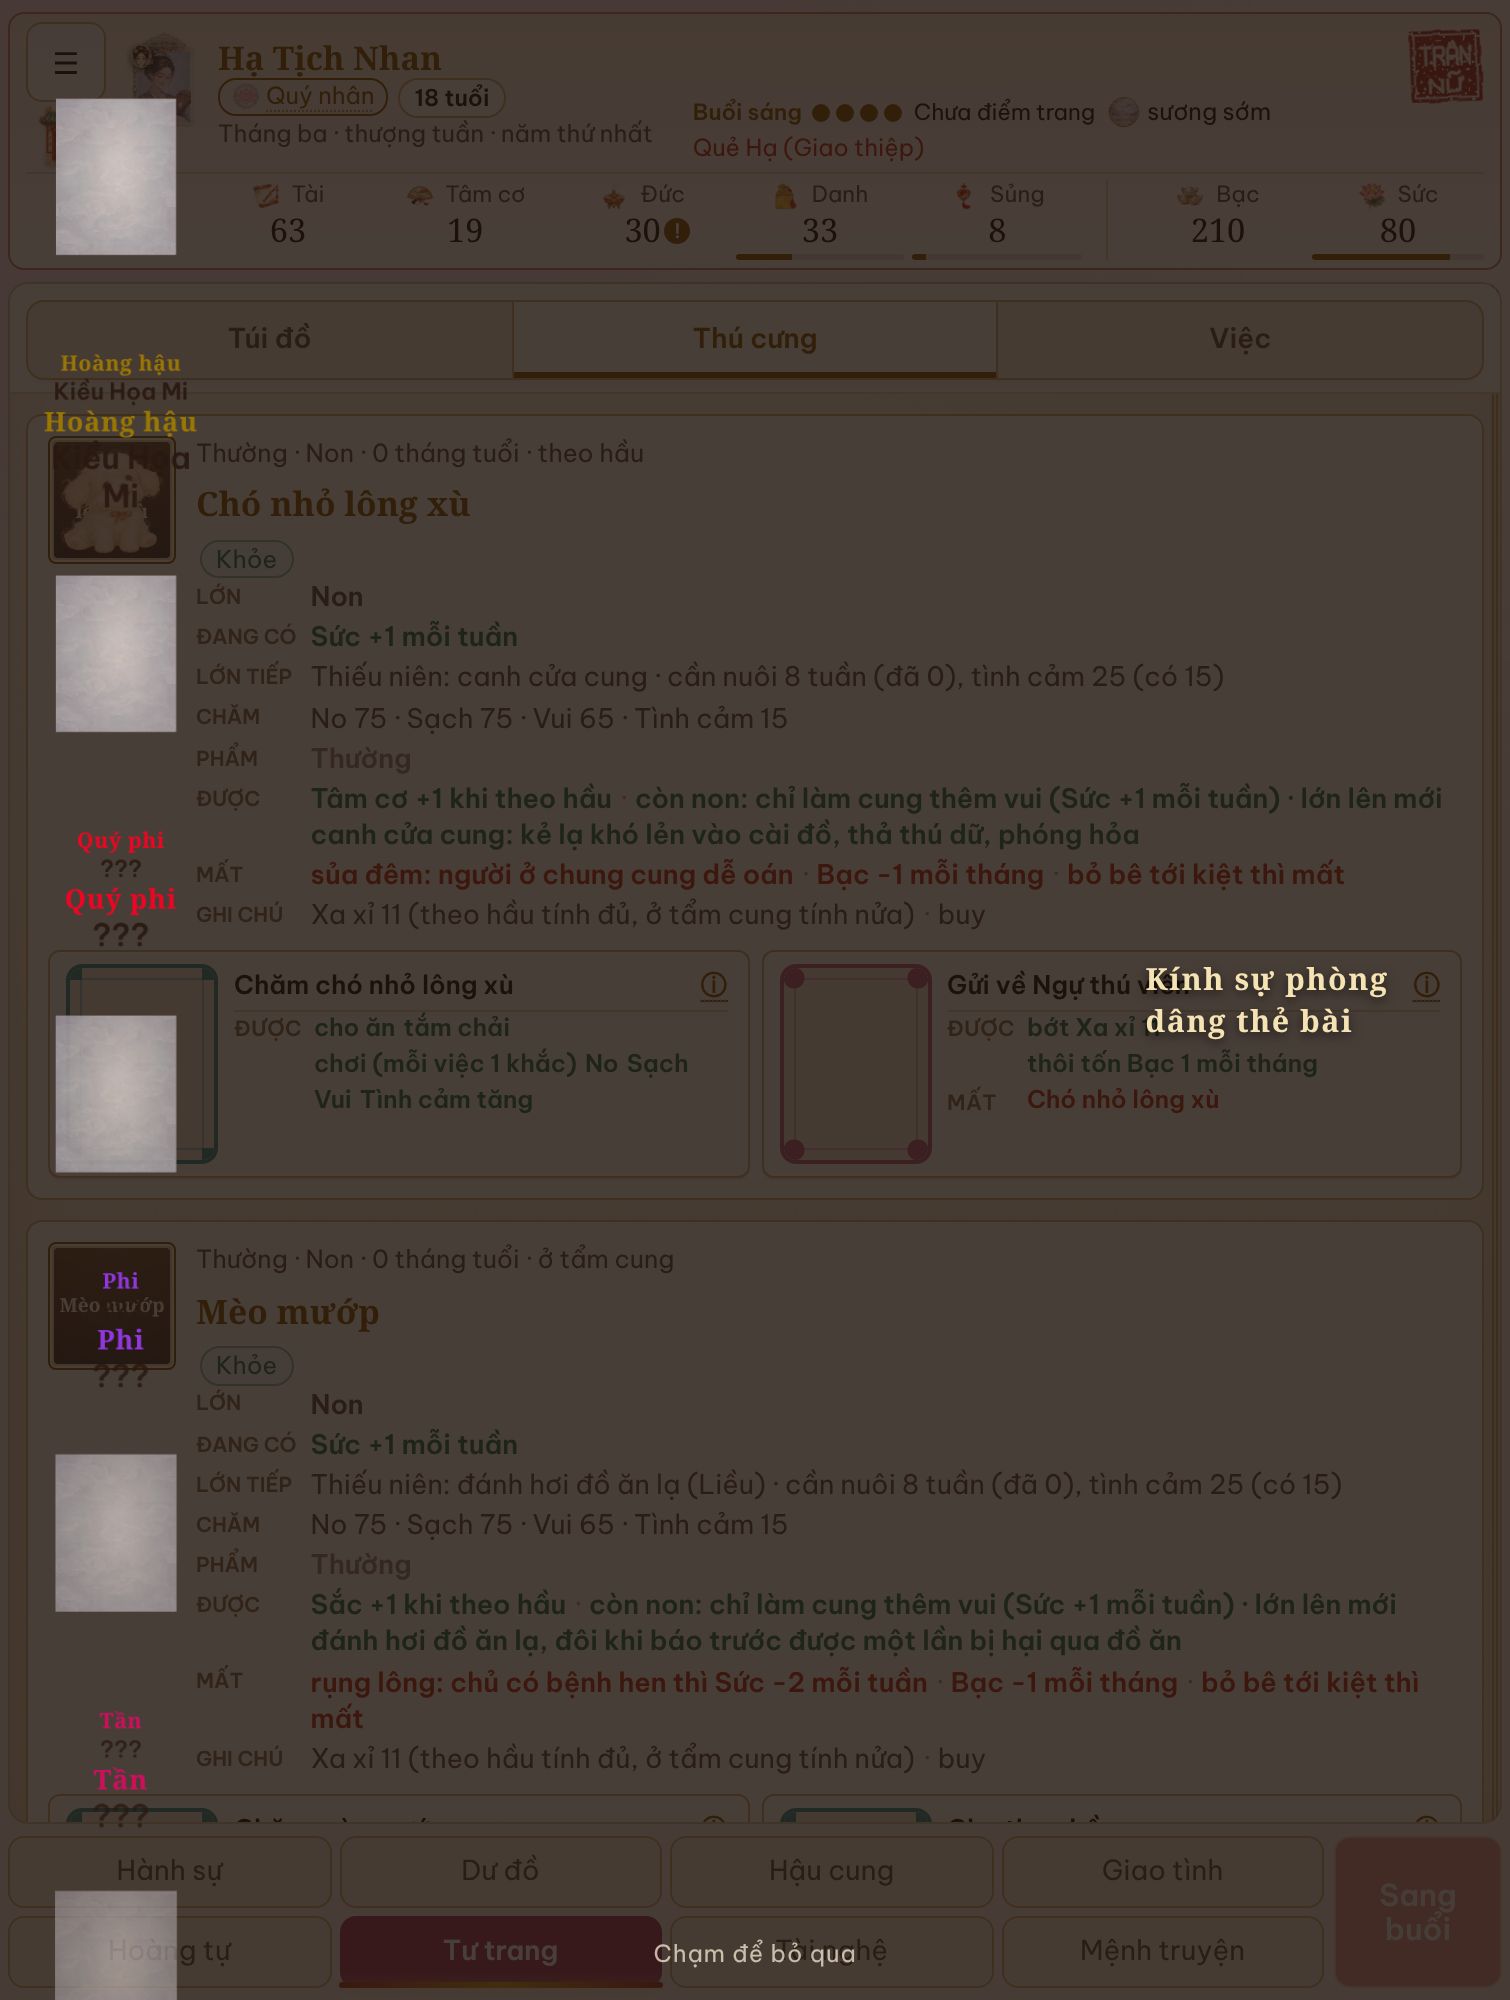 ☰
Hạ Tịch Nhan
Quý nhân
18 tuổi
Tháng ba · thượng tuần · năm thứ nhất
Buổi sáng
Chưa điểm trang
sương sớm
Quẻ Hạ (Giao thiệp)
TRÂN NỮ
Tài
63
Tâm cơ
19
Đức
30 !
Danh
33
Sủng
8
Bạc
210
Sức
80
Túi đồ
Thú cưng
Việc
Hoàng hậu
Kiều Họa Mi
Hoàng hậu
Kiều Họa
Mi
Thường · Non · 0 tháng tuổi · theo hầu
Chó nhỏ lông xù
Khỏe
LỚN Non
ĐANG CÓ Sức +1 mỗi tuần
LỚN TIẾP Thiếu niên: canh cửa cung · cần nuôi 8 tuần (đã 0), tình cảm 25 (có 15)
CHĂM No 75 · Sạch 75 · Vui 65 · Tình cảm 15
PHẨM Thường
ĐƯỢC Tâm cơ +1 khi theo hầu · còn non: chỉ làm cung thêm vui (Sức +1 mỗi tuần) · lớn lên mới
canh cửa cung: kẻ lạ khó lẻn vào cài đồ, thả thú dữ, phóng hỏa
Quý phi
???
Quý phi
???
MẤT sủa đêm: người ở chung cung dễ oán · Bạc -1 mỗi tháng · bỏ bê tới kiệt thì mất
GHI CHÚ Xa xỉ 11 (theo hầu tính đủ, ở tẩm cung tính nửa) · buy
Chăm chó nhỏ lông xù
ĐƯỢC cho ăn tắm chải
chơi (mỗi việc 1 khắc) No Sạch
Vui Tình cảm tăng
Gửi về Ngự thú
ĐƯỢC bớt Xa xỉ
thôi tốn Bạc 1 mỗi tháng
MẤT Chó nhỏ lông xù
Kính sự phòng
dâng thẻ bài
Thường · Non · 0 tháng tuổi · ở tẩm cung
Mèo mướp
Khỏe
Phi
Mèo mướp
Phi
???
LỚN Non
ĐANG CÓ Sức +1 mỗi tuần
LỚN TIẾP Thiếu niên: đánh hơi đồ ăn lạ (Liều) · cần nuôi 8 tuần (đã 0), tình cảm 25 (có 15)
CHĂM No 75 · Sạch 75 · Vui 65 · Tình cảm 15
PHẨM Thường
ĐƯỢC Sắc +1 khi theo hầu · còn non: chỉ làm cung thêm vui (Sức +1 mỗi tuần) · lớn lên mới
đánh hơi đồ ăn lạ, đôi khi báo trước được một lần bị hại qua đồ ăn
MẤT rụng lông: chủ có bệnh hen thì Sức -2 mỗi tuần · Bạc -1 mỗi tháng · bỏ bê tới kiệt thì
mất
GHI CHÚ Xa xỉ 11 (theo hầu tính đủ, ở tẩm cung tính nửa) · buy
Tần
???
Tần
???
Hành sự
Dư đồ
Hậu cung
Giao tình
Sang
buổi
Hoàng tự
Tư trang
Chạm để bỏ qua
Mệnh truyện